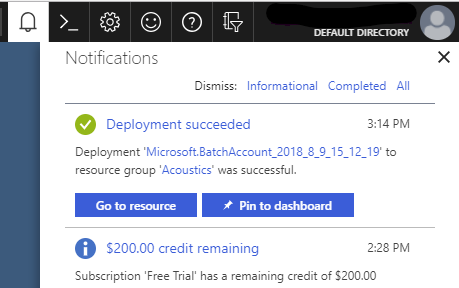 DEFAULT DIRECTORY
Notifications
Dismiss: Informational Completed All
Deployment succeeded 3:14 PM
Deployment 'Microsoft.BatchAccount_2018_8_9_15_12_19' to
resource group 'Acoustics' was successful.
Go to resource Pin to dashboard
$200.00 credit remaining 2:28 PM
Subscription 'Free Trial' has a remaining credit of $200.00